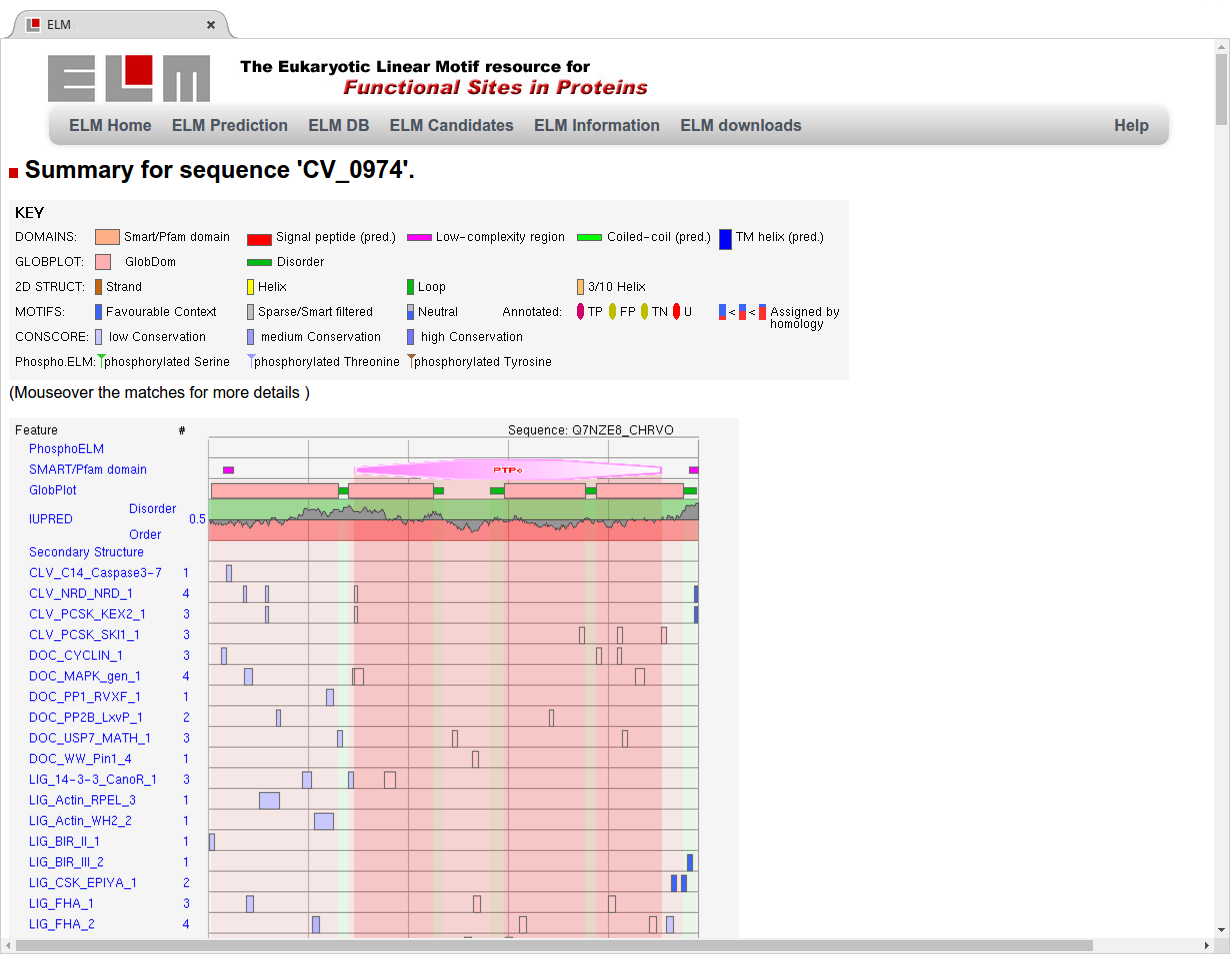 ELM
ELM
The Eukaryotic Linear Motif resource for
Functional Sites in Proteins
ELM Home ELM Prediction ELM DB ELM Candidates ELM Information ELM downloads Help
Summary for sequence 'CV_0974'.
KEY
DOMAINS: Smart/Pfam domain Signal peptide (pred.) Low-complexity region Coiled-coil (pred.) TM helix (pred.)
GLOBPLOT: GlobDom Disorder
2D STRUCT: Strand Helix Loop 3/10 Helix
MOTIFS: Favourable Context Sparse/Smart filtered Neutral Annotated: TP FP TN U < < Assigned by
homology
CONSCORE: low Conservation medium Conservation high Conservation
Phospho.ELM: phosphorylated Serine phosphorylated Threonine phosphorylated Tyrosine
(Mouseover the matches for more details )
Feature # Sequence: Q7NZE8_CHRVO
PhosphoELM
SMART/Pfam domain PTPc
GlobPlot
Disorder
IUPRED 0.5
Order
Secondary Structure
CLV_C14_Caspase3-7 1
CLV_NRD_NRD_1 4
CLV_PCSK_KEX2_1 3
CLV_PCSK_SKI1_1 3
DOC_CYCLIN_1 3
DOC_MAPK_gen_1 4
DOC_PP1_RVXF_1 1
DOC_PP2B_LxvP_1 2
DOC_USP7_MATH_1 3
DOC_WW_Pin1_4 1
LIG_14-3-3_CanoR_1 3
LIG_Actin_RPEL_3 1
LIG_Actin_WH2_2 1
LIG_BIR_II_1 1
LIG_BIR_III_2 1
LIG_CSK_EPIYA_1 2
LIG_FHA_1 3
LIG_FHA_2 4